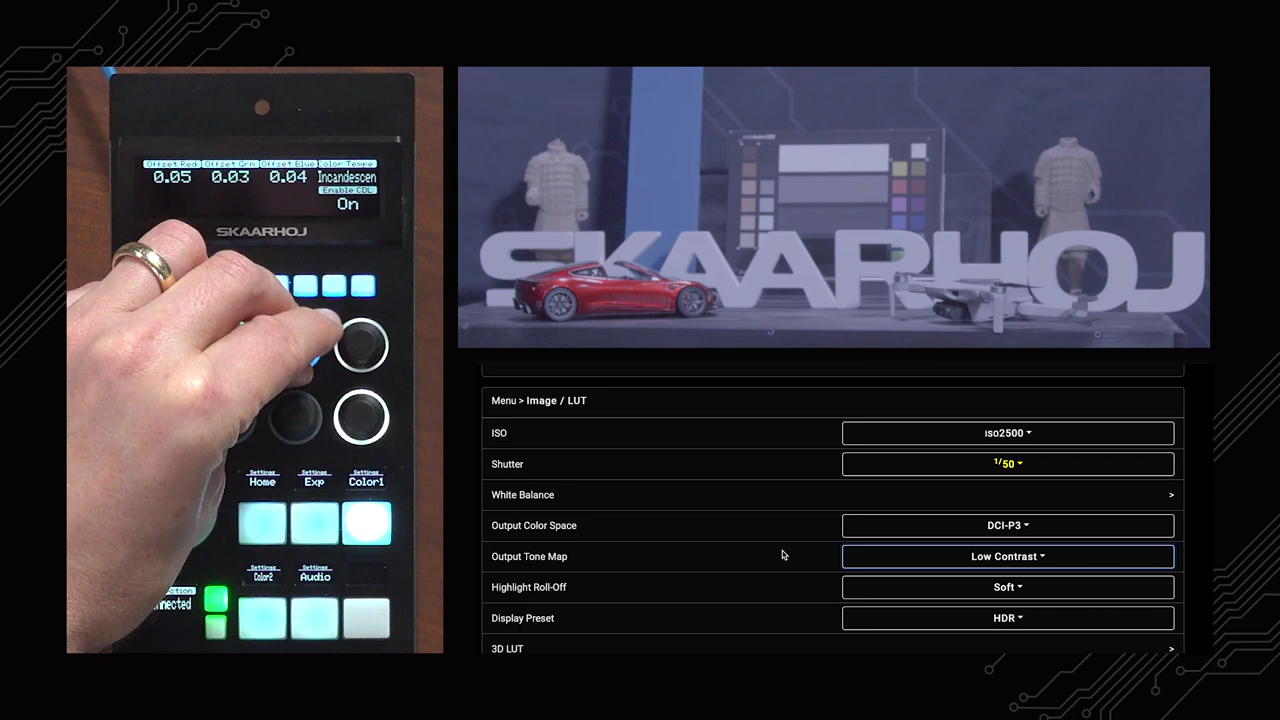 Offset Red Offset Grn Offset Blue Color Tempe
0.05 0.03 0.04 Incandescen
Enable CDL
On
SKAARHOJ
Settings Settings Settings
Home Exp Color1
Settings Settings
Color2 Audio
nnected
SKAARHOJ
Menu > Image / LUT
ISO
iso2500
Shutter
1/50
White Balance
>
Output Color Space
DCI-P3
Output Tone Map
Low Contrast
Highlight Roll-Off
Soft
Display Preset
HDR
3D LUT
>